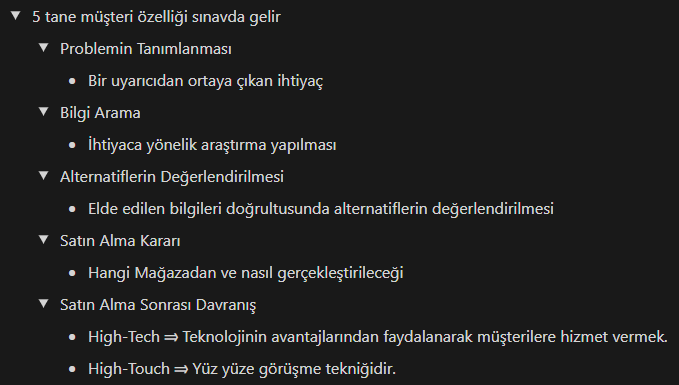 5 tane müşteri özelliği sınavda gelir
Problemin Tanımlanması
Bir uyarıcıdan ortaya çıkan ihtiyaç
Bilgi Arama
İhtiyaca yönelik araştırma yapılması
Alternatiflerin Değerlendirilmesi
Elde edilen bilgileri doğrultusunda alternatiflerin değerlendirilmesi
Satın Alma Kararı
Hangi Mağazadan ve nasıl gerçekleştirileceği
Satın Alma Sonrası Davranış
High-Tech ⇒ Teknolojinin avantajlarından faydalanarak müşterilere hizmet vermek.
High-Touch ⇒ Yüz yüze görüşme tekniğidir.